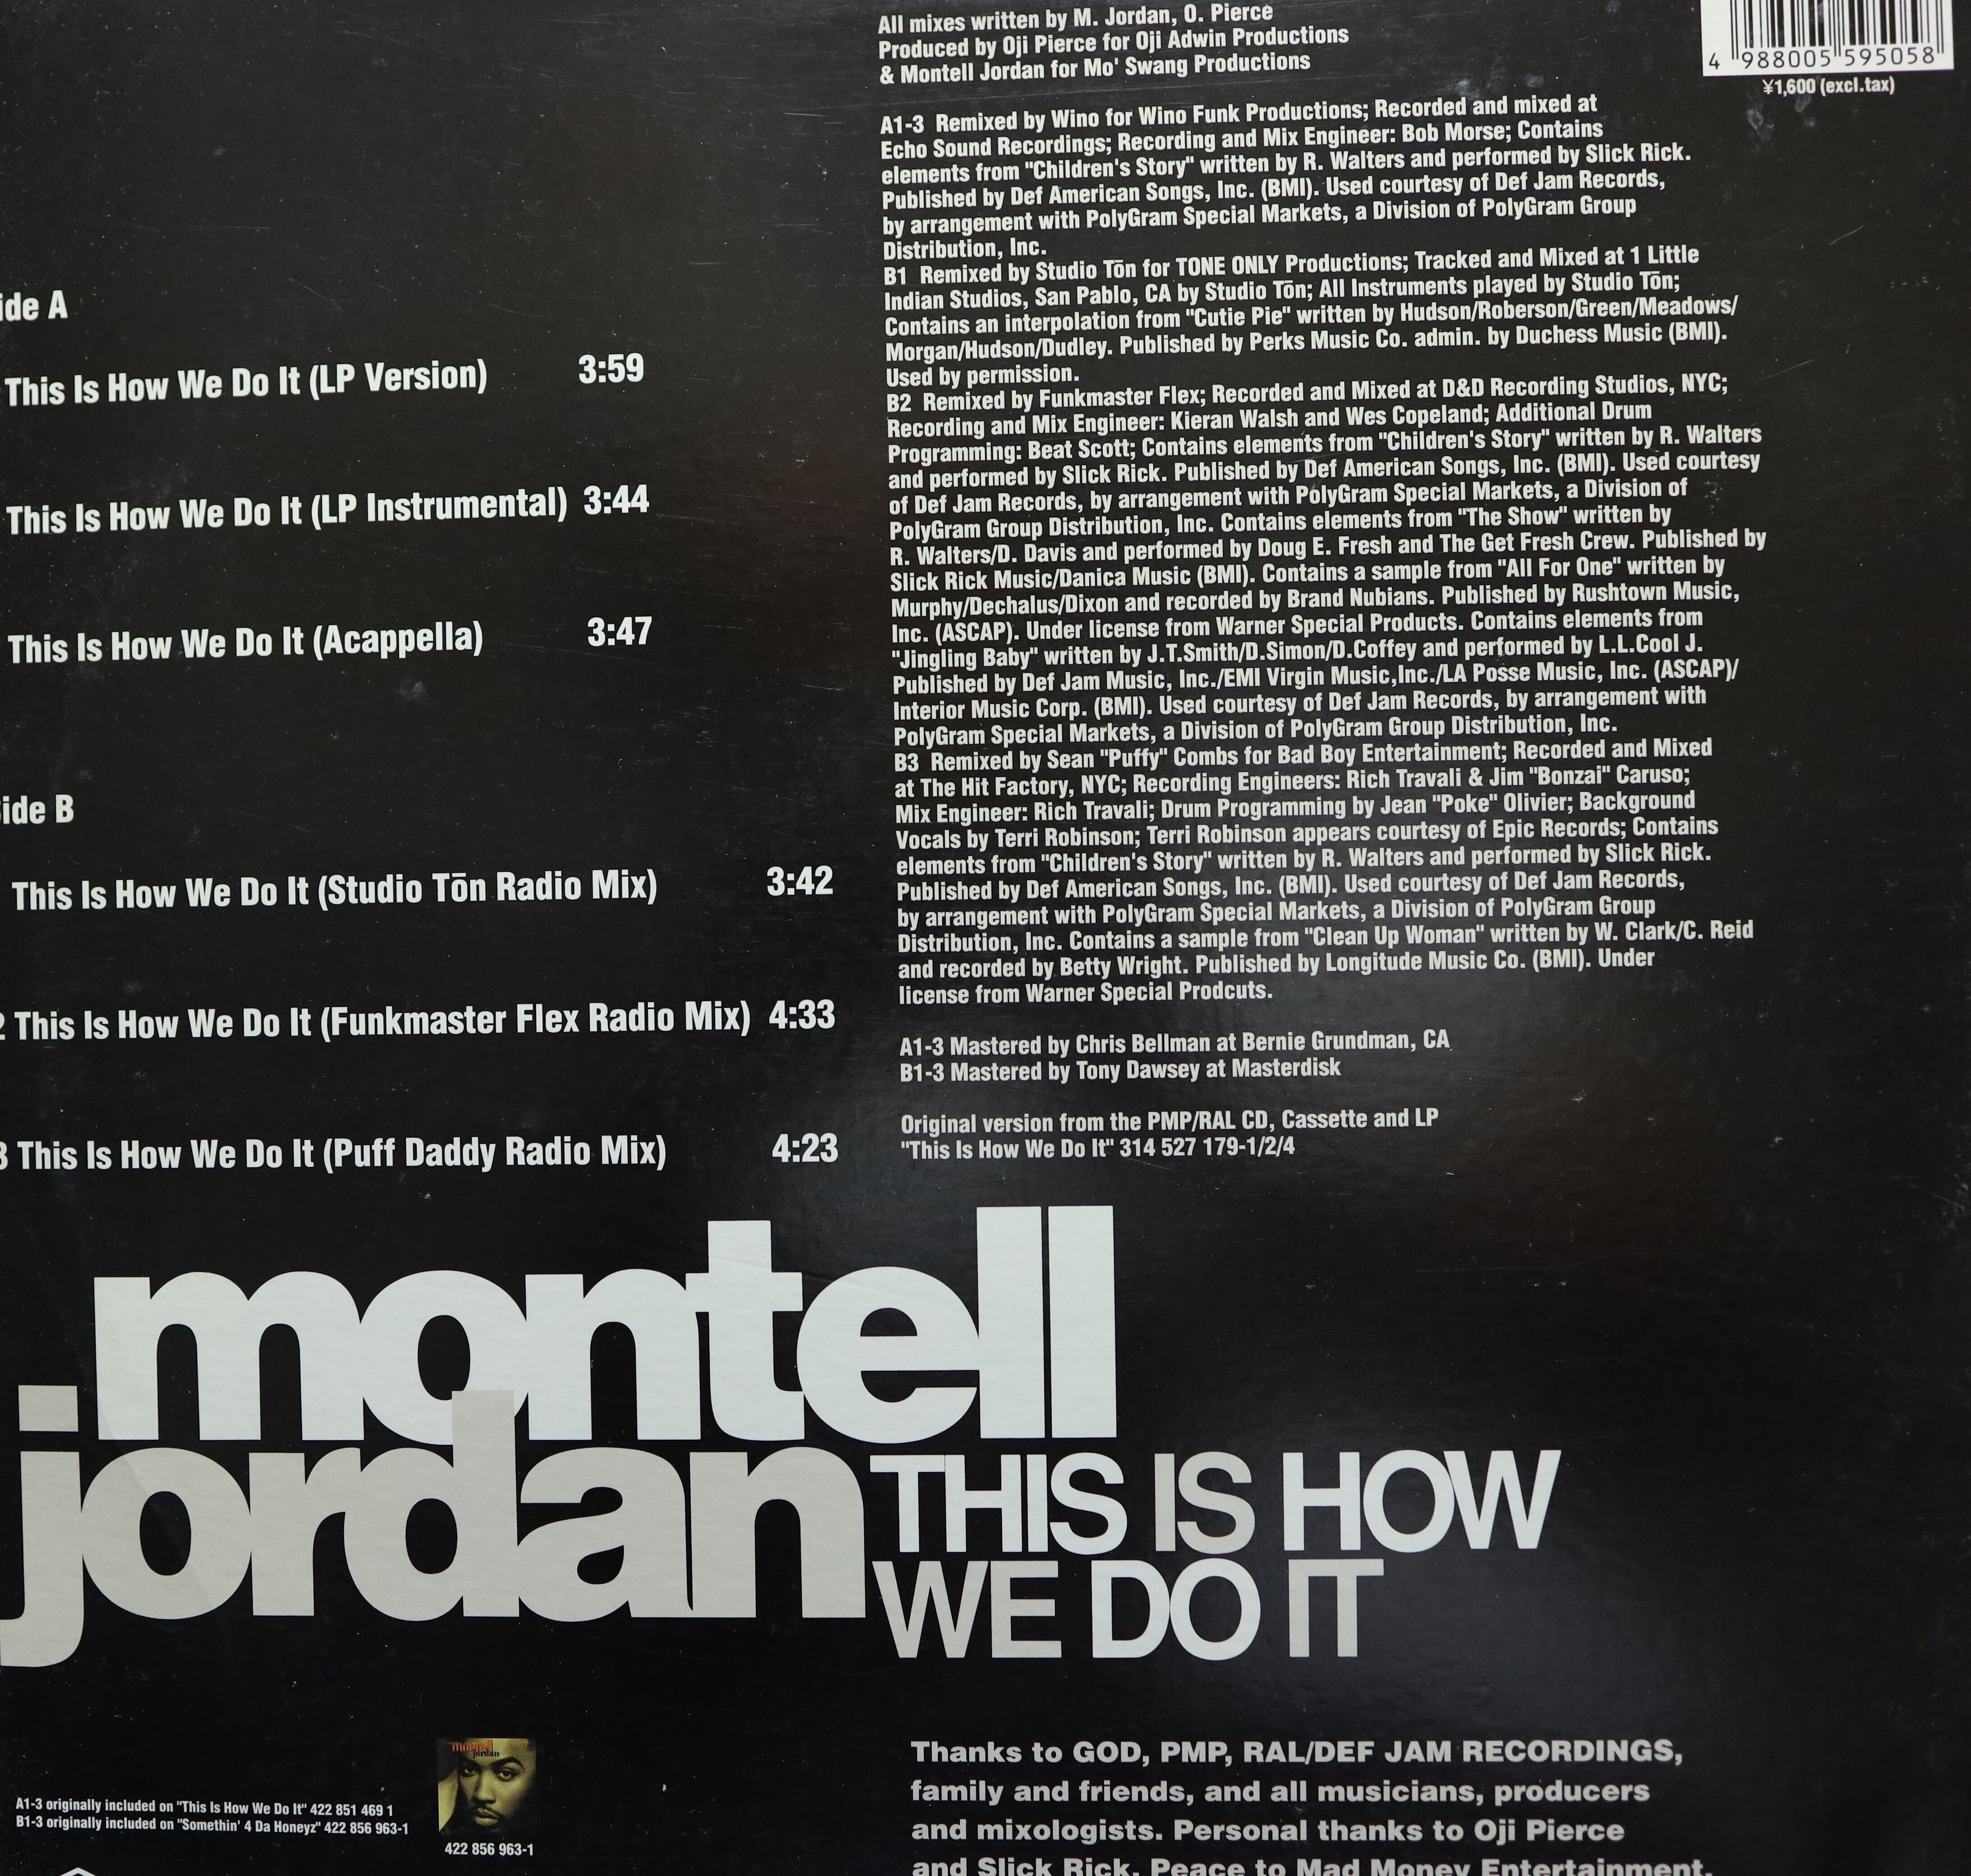 All mixes written by M. Jordan, O. Pierce
Produced by Oji Pierce for Oji Adwin Productions
& Montell Jordan for Mo' Swang Productions
4 988005 595058
¥1,600 (excl.tax)
A1-3 Remixed by Wino for Wino Funk Productions; Recorded and mixed at
Echo Sound Recordings; Recording and Mix Engineer: Bob Morse; Contains
elements from "Children's Story" written by R. Walters and performed by Slick Rick.
Published by Def American Songs, Inc. (BMI). Used courtesy of Def Jam Records,
by arrangement with PolyGram Special Markets, a Division of PolyGram Group
Distribution, Inc.
B1 Remixed by Studio Tōn for TONE ONLY Productions; Tracked and Mixed at 1 Little
Indian Studios, San Pablo, CA by Studio Tōn; All Instruments played by Studio Tōn;
Contains an interpolation from "Cutie Pie" written by Hudson/Roberson/Green/Meadows/
Morgan/Hudson/Dudley. Published by Perks Music Co. admin. by Duchess Music (BMI).
Used by permission.
B2 Remixed by Funkmaster Flex; Recorded and Mixed at D&D Recording Studios, NYC;
Recording and Mix Engineer: Kieran Walsh and Wes Copeland; Additional Drum
Programming: Beat Scott; Contains elements from "Children's Story" written by R. Walters
and performed by Slick Rick. Published by Def American Songs, Inc. (BMI). Used courtesy
of Def Jam Records, by arrangement with PolyGram Special Markets, a Division of
PolyGram Group Distribution, Inc. Contains elements from "The Show" written by
R. Walters/D. Davis and performed by Doug E. Fresh and The Get Fresh Crew. Published by
Slick Rick Music/Danica Music (BMI). Contains a sample from "All For One" written by
Murphy/Dechalus/Dixon and recorded by Brand Nubians. Published by Rushtown Music,
Inc. (ASCAP). Under license from Warner Special Products. Contains elements from
"Jingling Baby" written by J.T.Smith/D.Simon/D.Coffey and performed by L.L.Cool J.
Published by Def Jam Music, Inc./EMI Virgin Music,Inc./LA Posse Music, Inc. (ASCAP)/
Interior Music Corp. (BMI). Used courtesy of Def Jam Records, by arrangement with
PolyGram Special Markets, a Division of PolyGram Group Distribution, Inc.
B3 Remixed by Sean "Puffy" Combs for Bad Boy Entertainment; Recorded and Mixed
at The Hit Factory, NYC; Recording Engineers: Rich Travali & Jim "Bonzai" Caruso;
Mix Engineer: Rich Travali; Drum Programming by Jean "Poke" Olivier; Background
Vocals by Terri Robinson; Terri Robinson appears courtesy of Epic Records; Contains
elements from "Children's Story" written by R. Walters and performed by Slick Rick.
Published by Def American Songs, Inc. (BMI). Used courtesy of Def Jam Records,
by arrangement with PolyGram Special Markets, a Division of PolyGram Group
Distribution, Inc. Contains a sample from "Clean Up Woman" written by W. Clark/C. Reid
and recorded by Betty Wright. Published by Longitude Music Co. (BMI). Under
license from Warner Special Prodcuts.
A1-3 Mastered by Chris Bellman at Bernie Grundman, CA
B1-3 Mastered by Tony Dawsey at Masterdisk
Original version from the PMP/RAL CD, Cassette and LP
"This Is How We Do It" 314 527 179-1/2/4
ide A
This Is How We Do It (LP Version) 3:59
This Is How We Do It (LP Instrumental) 3:44
This Is How We Do It (Acappella) 3:47
ide B
This Is How We Do It (Studio Tōn Radio Mix) 3:42
2 This Is How We Do It (Funkmaster Flex Radio Mix) 4:33
3 This Is How We Do It (Puff Daddy Radio Mix) 4:23
montell
jordan
THIS IS HOW
WE DO IT
A1-3 originally included on "This Is How We Do It" 422 851 469 1
B1-3 originally included on "Somethin' 4 Da Honeyz" 422 856 963-1
montell
jordan
422 856 963-1
Thanks to GOD, PMP, RAL/DEF JAM RECORDINGS,
family and friends, and all musicians, producers
and mixologists. Personal thanks to Oji Pierce
and Slick Rick. Peace to Mad Money Entertainment.